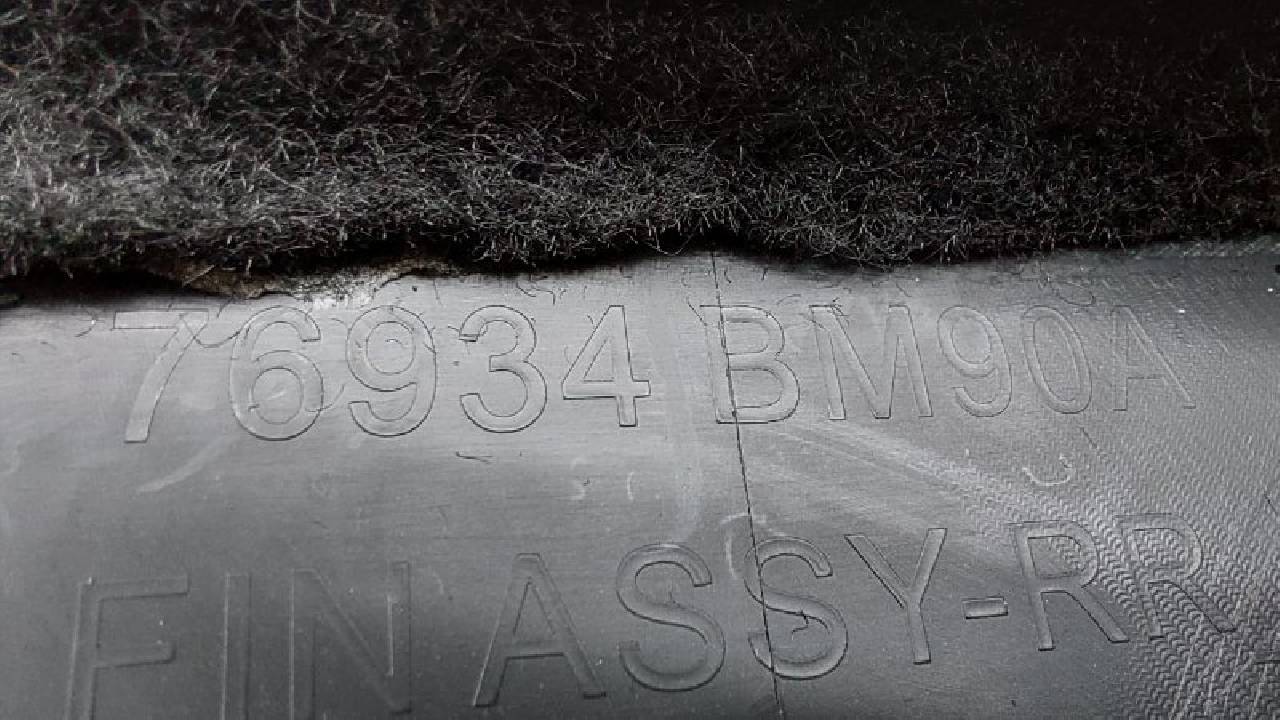 76934 BM90A
FIN ASSY-RR